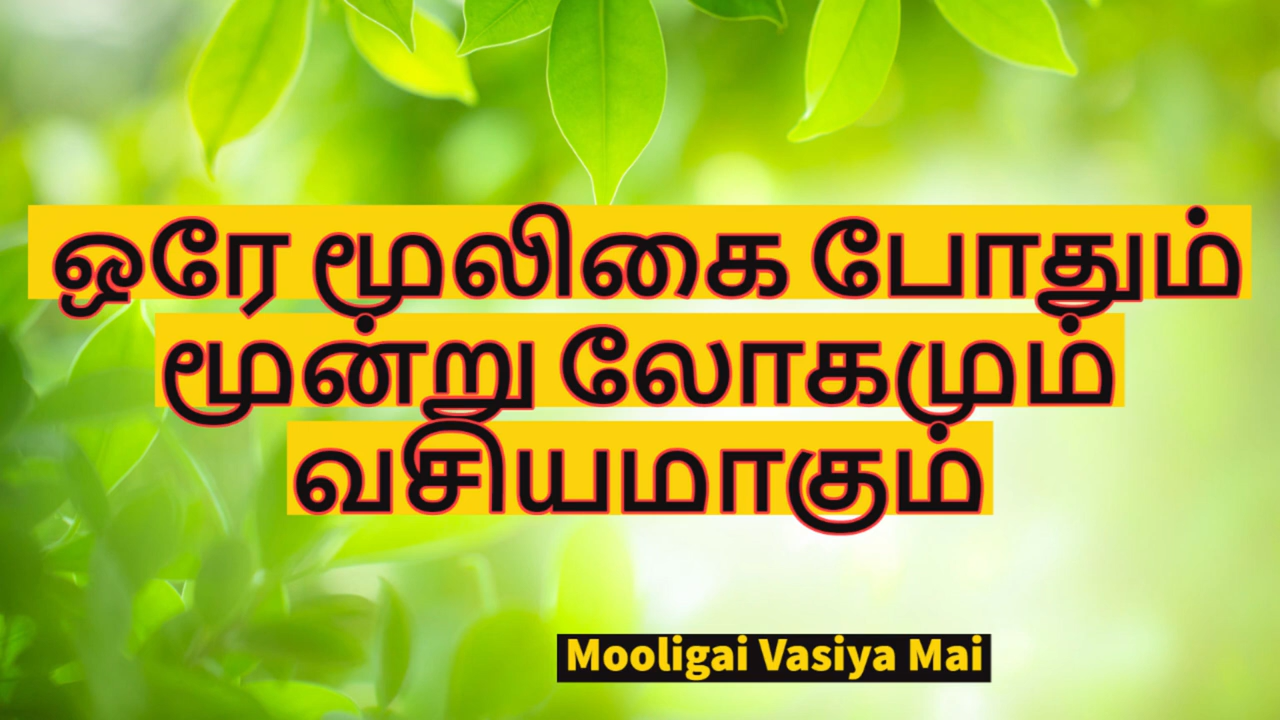 ஒரே மூலிகை போதும்
மூன்று லோகமும்
வசியமாகும்
Mooligai Vasiya Mai